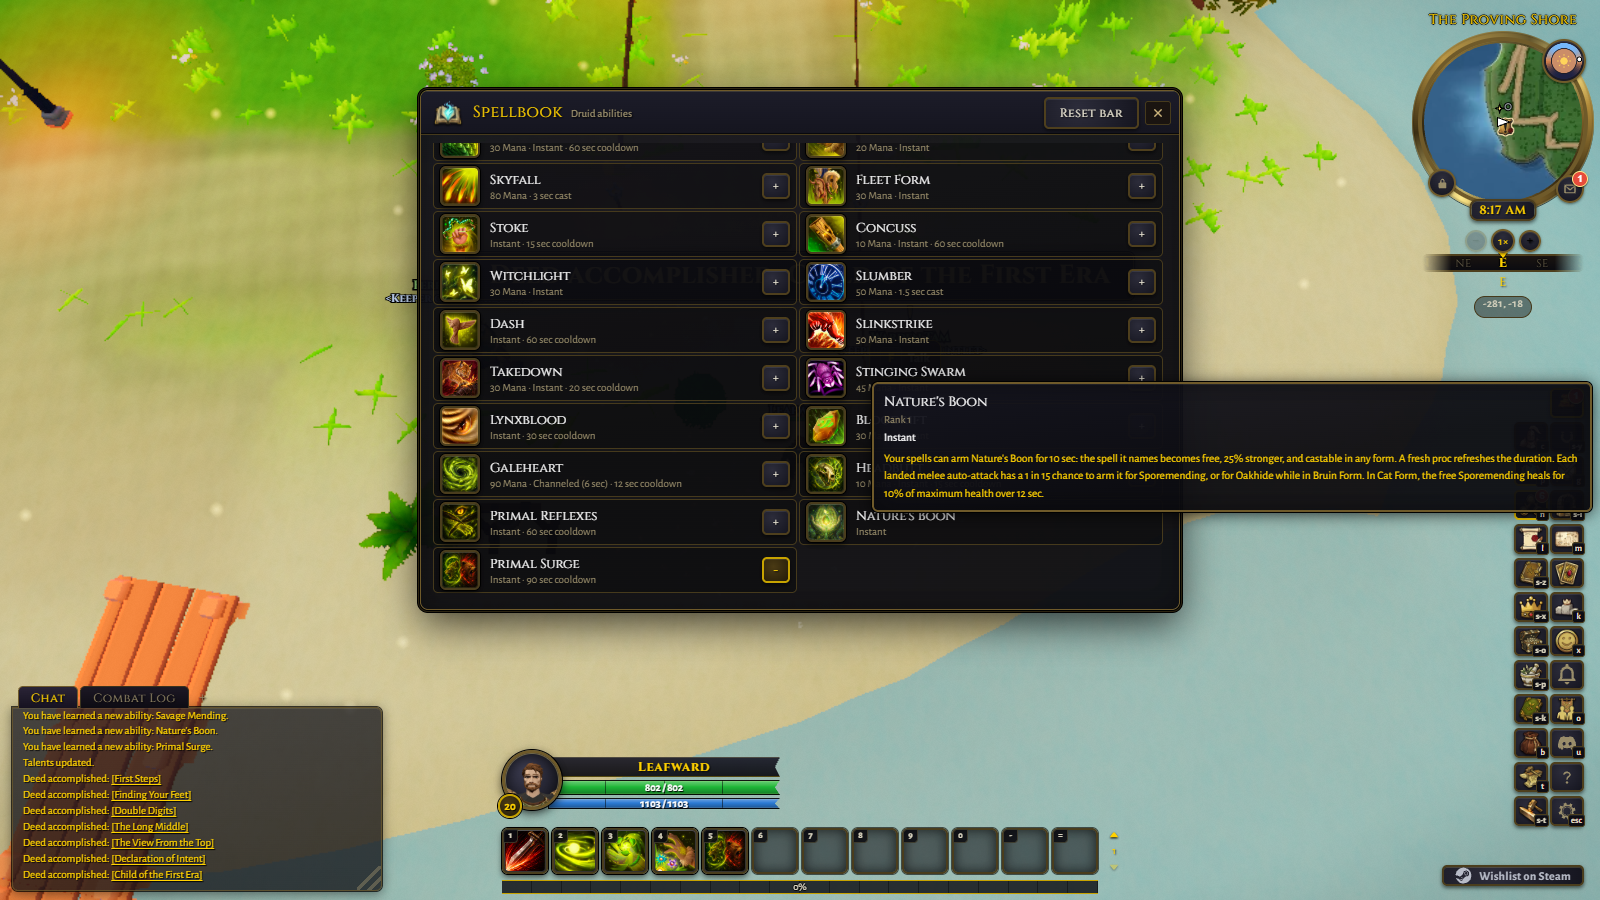 The Proving Shore
Spellbook Druid abilities
Reset Bar
30 Mana · Instant · 60 sec cooldown
20 Mana · Instant
Skyfall
80 Mana · 3 sec cast
Fleet Form
30 Mana · Instant
Stoke
Instant · 15 sec cooldown
Concuss
10 Mana · Instant · 60 sec cooldown
Witchlight
30 Mana · Instant
Slumber
50 Mana · 1.5 sec cast
Dash
Instant · 60 sec cooldown
Slinkstrike
50 Mana · Instant
Takedown
30 Mana · Instant · 20 sec cooldown
Stinging Swarm
45
Lynxblood
Instant · 30 sec cooldown
30
Galeheart
90 Mana · Channeled (6 sec) · 12 sec cooldown
Primal Reflexes
Instant · 60 sec cooldown
Nature's Boon
Instant
Primal Surge
Instant · 90 sec cooldown
Nature's Boon
Rank 1
Instant
Your spells can arm Nature's Boon for 10 sec: the spell it names becomes free, 25% stronger, and castable in any form. A fresh proc refreshes the duration. Each
landed melee auto-attack has a 1 in 15 chance to arm it for Sporemending, or for Oakhide while in Bruin Form. In Cat Form, the free Sporemending heals for
10% of maximum health over 12 sec.
1
8:17 AM
1×
NE E SE
E
-281, -18
Chat
Combat Log
You have learned a new ability: Savage Mending.
You have learned a new ability: Nature's Boon.
You have learned a new ability: Primal Surge.
Talents updated.
Deed accomplished: [First Steps]
Deed accomplished: [Finding Your Feet]
Deed accomplished: [Double Digits]
Deed accomplished: [The Long Middle]
Deed accomplished: [The View From the Top]
Deed accomplished: [Declaration of Intent]
Deed accomplished: [Child of the First Era]
Leafward
802 / 802
1103 / 1103
20
1 2 3 4 5 6 7 8 9 0 - =
1
0%
l m
s-z
s-x k
s-o x
s-p
s-k o
b u
t ?
s-t esc
Wishlist on Steam